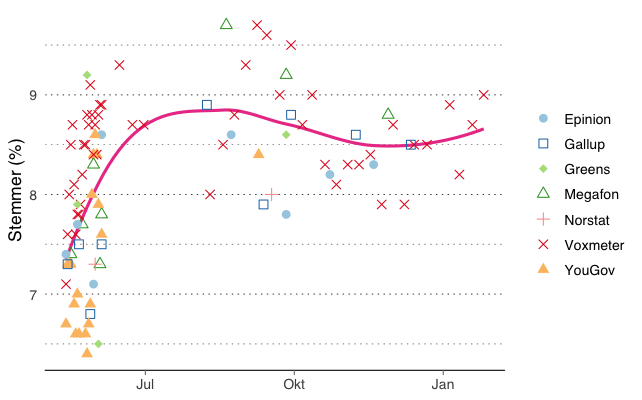 Stemmer (%)
9
8
7
Jul
Okt
Jan
Epinion
Gallup
Greens
Megafon
Norstat
Voxmeter
YouGov